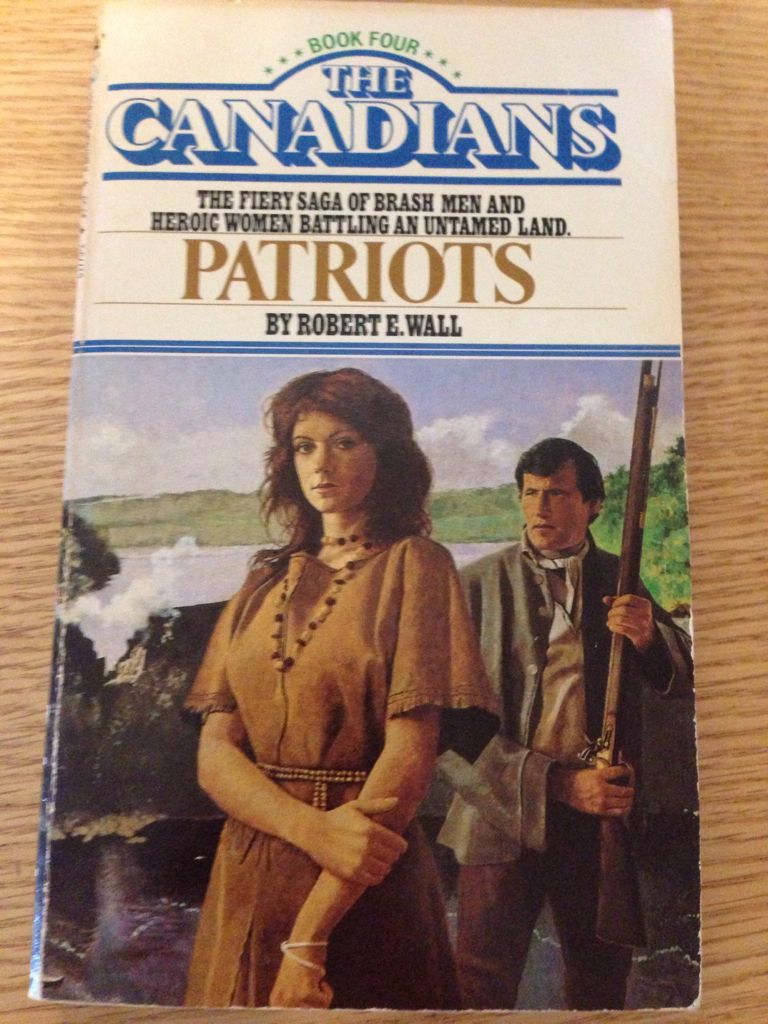 BOOK FOUR
THE
CANADIANS
THE FIERY SAGA OF BRASH MEN AND
HEROIC WOMEN BATTLING AN UNTAMED LAND.
PATRIOTS
BY ROBERT E. WALL